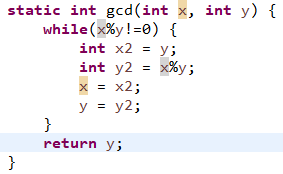 static int gcd(int x, int y) {
    while(x%y!=0) {
        int x2 = y;
        int y2 = x%y;
        x = x2;
        y = y2;
    }
    return y;
}